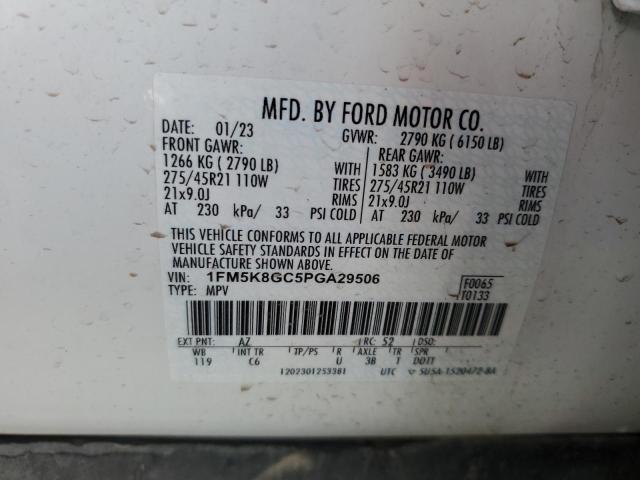 MFD. BY FORD MOTOR CO.
DATE: 01/23 GVWR: 2790 KG ( 6150 LB)
FRONT GAWR: REAR GAWR:
1266 KG ( 2790 LB) WITH 1583 KG ( 3490 LB) WITH
275/45R21 110W TIRES 275/45R21 110W TIRES
21x9.0J RIMS 21x9.0J RIMS
AT 230 kPa/ 33 PSI COLD AT 230 kPa/ 33 PSI COLD
THIS VEHICLE CONFORMS TO ALL APPLICABLE FEDERAL MOTOR
VEHICLE SAFETY STANDARDS IN EFFECT ON THE DATE OF
MANUFACTURE SHOWN ABOVE.
VIN: 1FM5K8GC5PGA29506 F0065
TYPE: MPV T0133
EXT PNT: AZ RC: 52 DSO:
WB INT TR TP/PS R AXLE TR SPR
119 C6 U 3B T DDTT
12023012533B1 UTC SU5A-1520472-BA